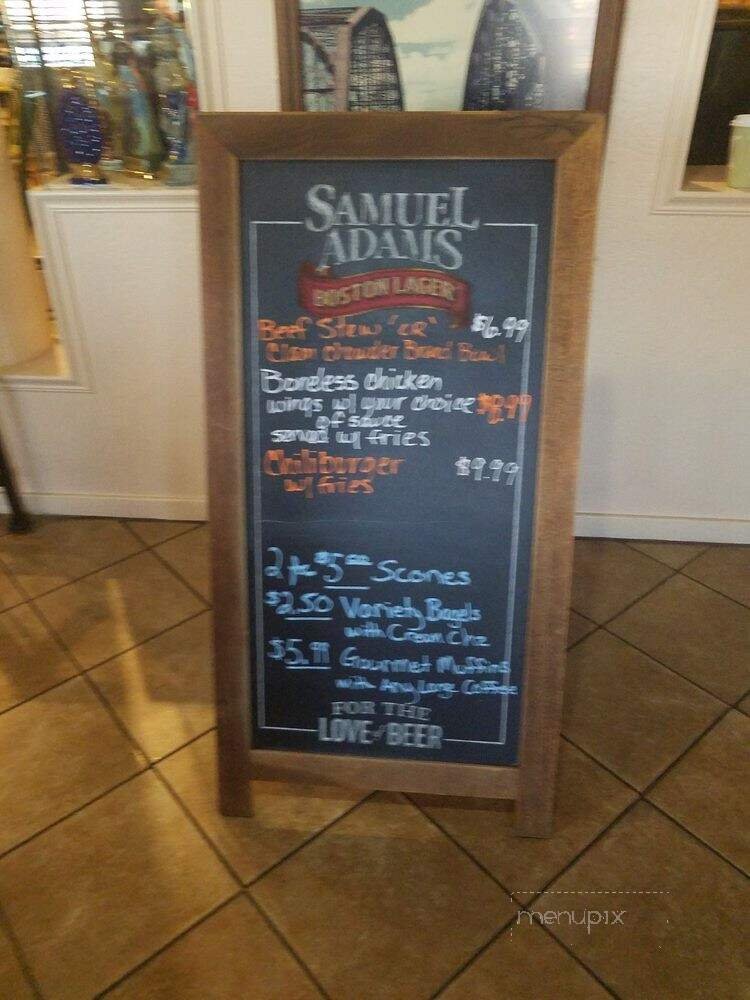 SAMUEL
ADAMS
BOSTON LAGER
Beef Stew "or" $6.99
Clam chowder Bread Bowl
Boneless chicken
wings w/ your choice $8.99
of sauce
served w/ fries
Chiliburger $9.99
w/ fries
2 for $5.00 Scones
$2.50 Variety Bagels
with Cream Chz
$5.99 Gourmet Muffins
with Any Large Coffee
FOR THE
LOVE of BEER
menupix